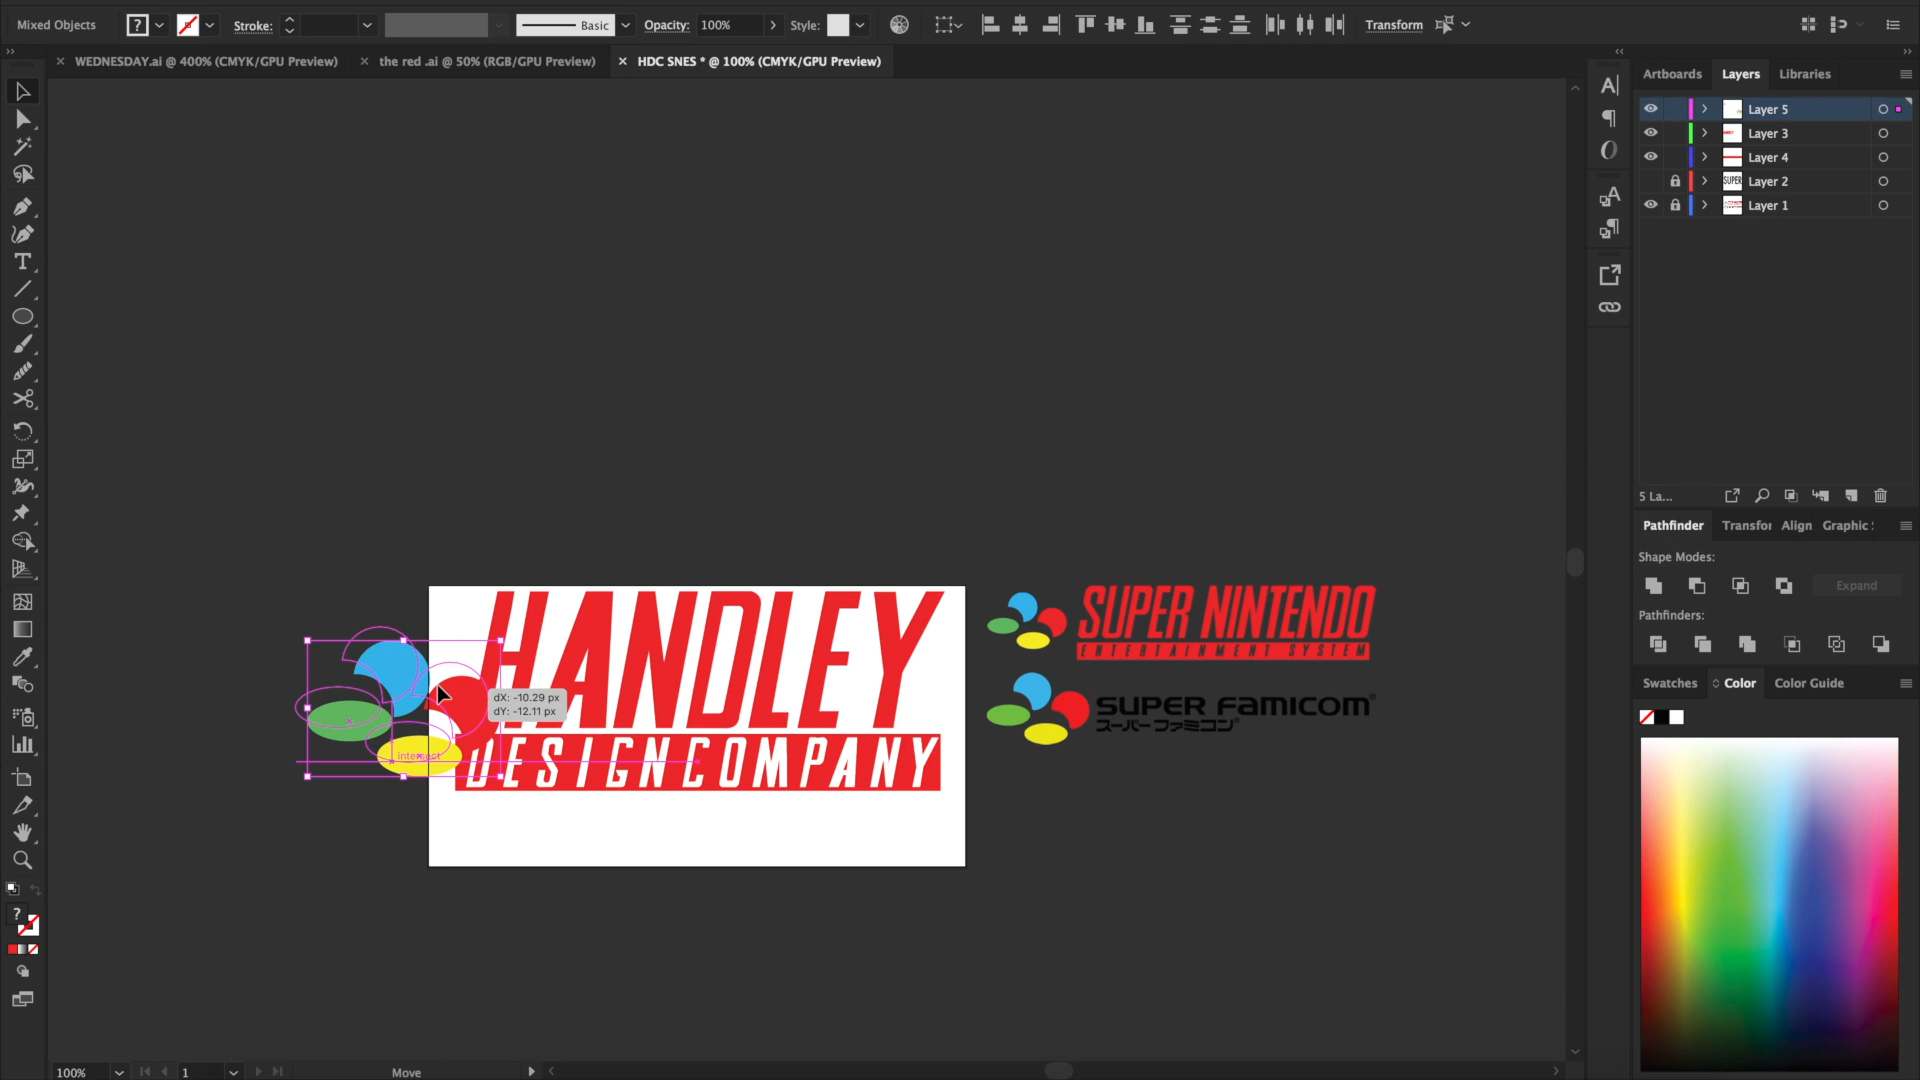 Mixed Objects
?
Stroke:
Basic
Opacity:
100%
Style:
Transform
WEDNESDAY.ai @ 400% (CMYK/GPU Preview)
the red .ai @ 50% (RGB/GPU Preview)
HDC SNES * @ 100% (CMYK/GPU Preview)
Artboards
Layers
Libraries
Layer 5
Layer 3
Layer 4
SUPER
Layer 2
Layer 1
5 La...
Pathfinder
Transfor
Align
Graphic
Shape Modes:
Expand
Pathfinders:
Swatches
Color
Color Guide
HANDLEY
DESIGN COMPANY
dX: -10.29 px
dY: -12.11 px
intersect
SUPER NINTENDO
ENTERTAINMENT SYSTEM
SUPER FAMICOM®
スーパーファミコン®
?
100%
1
Move